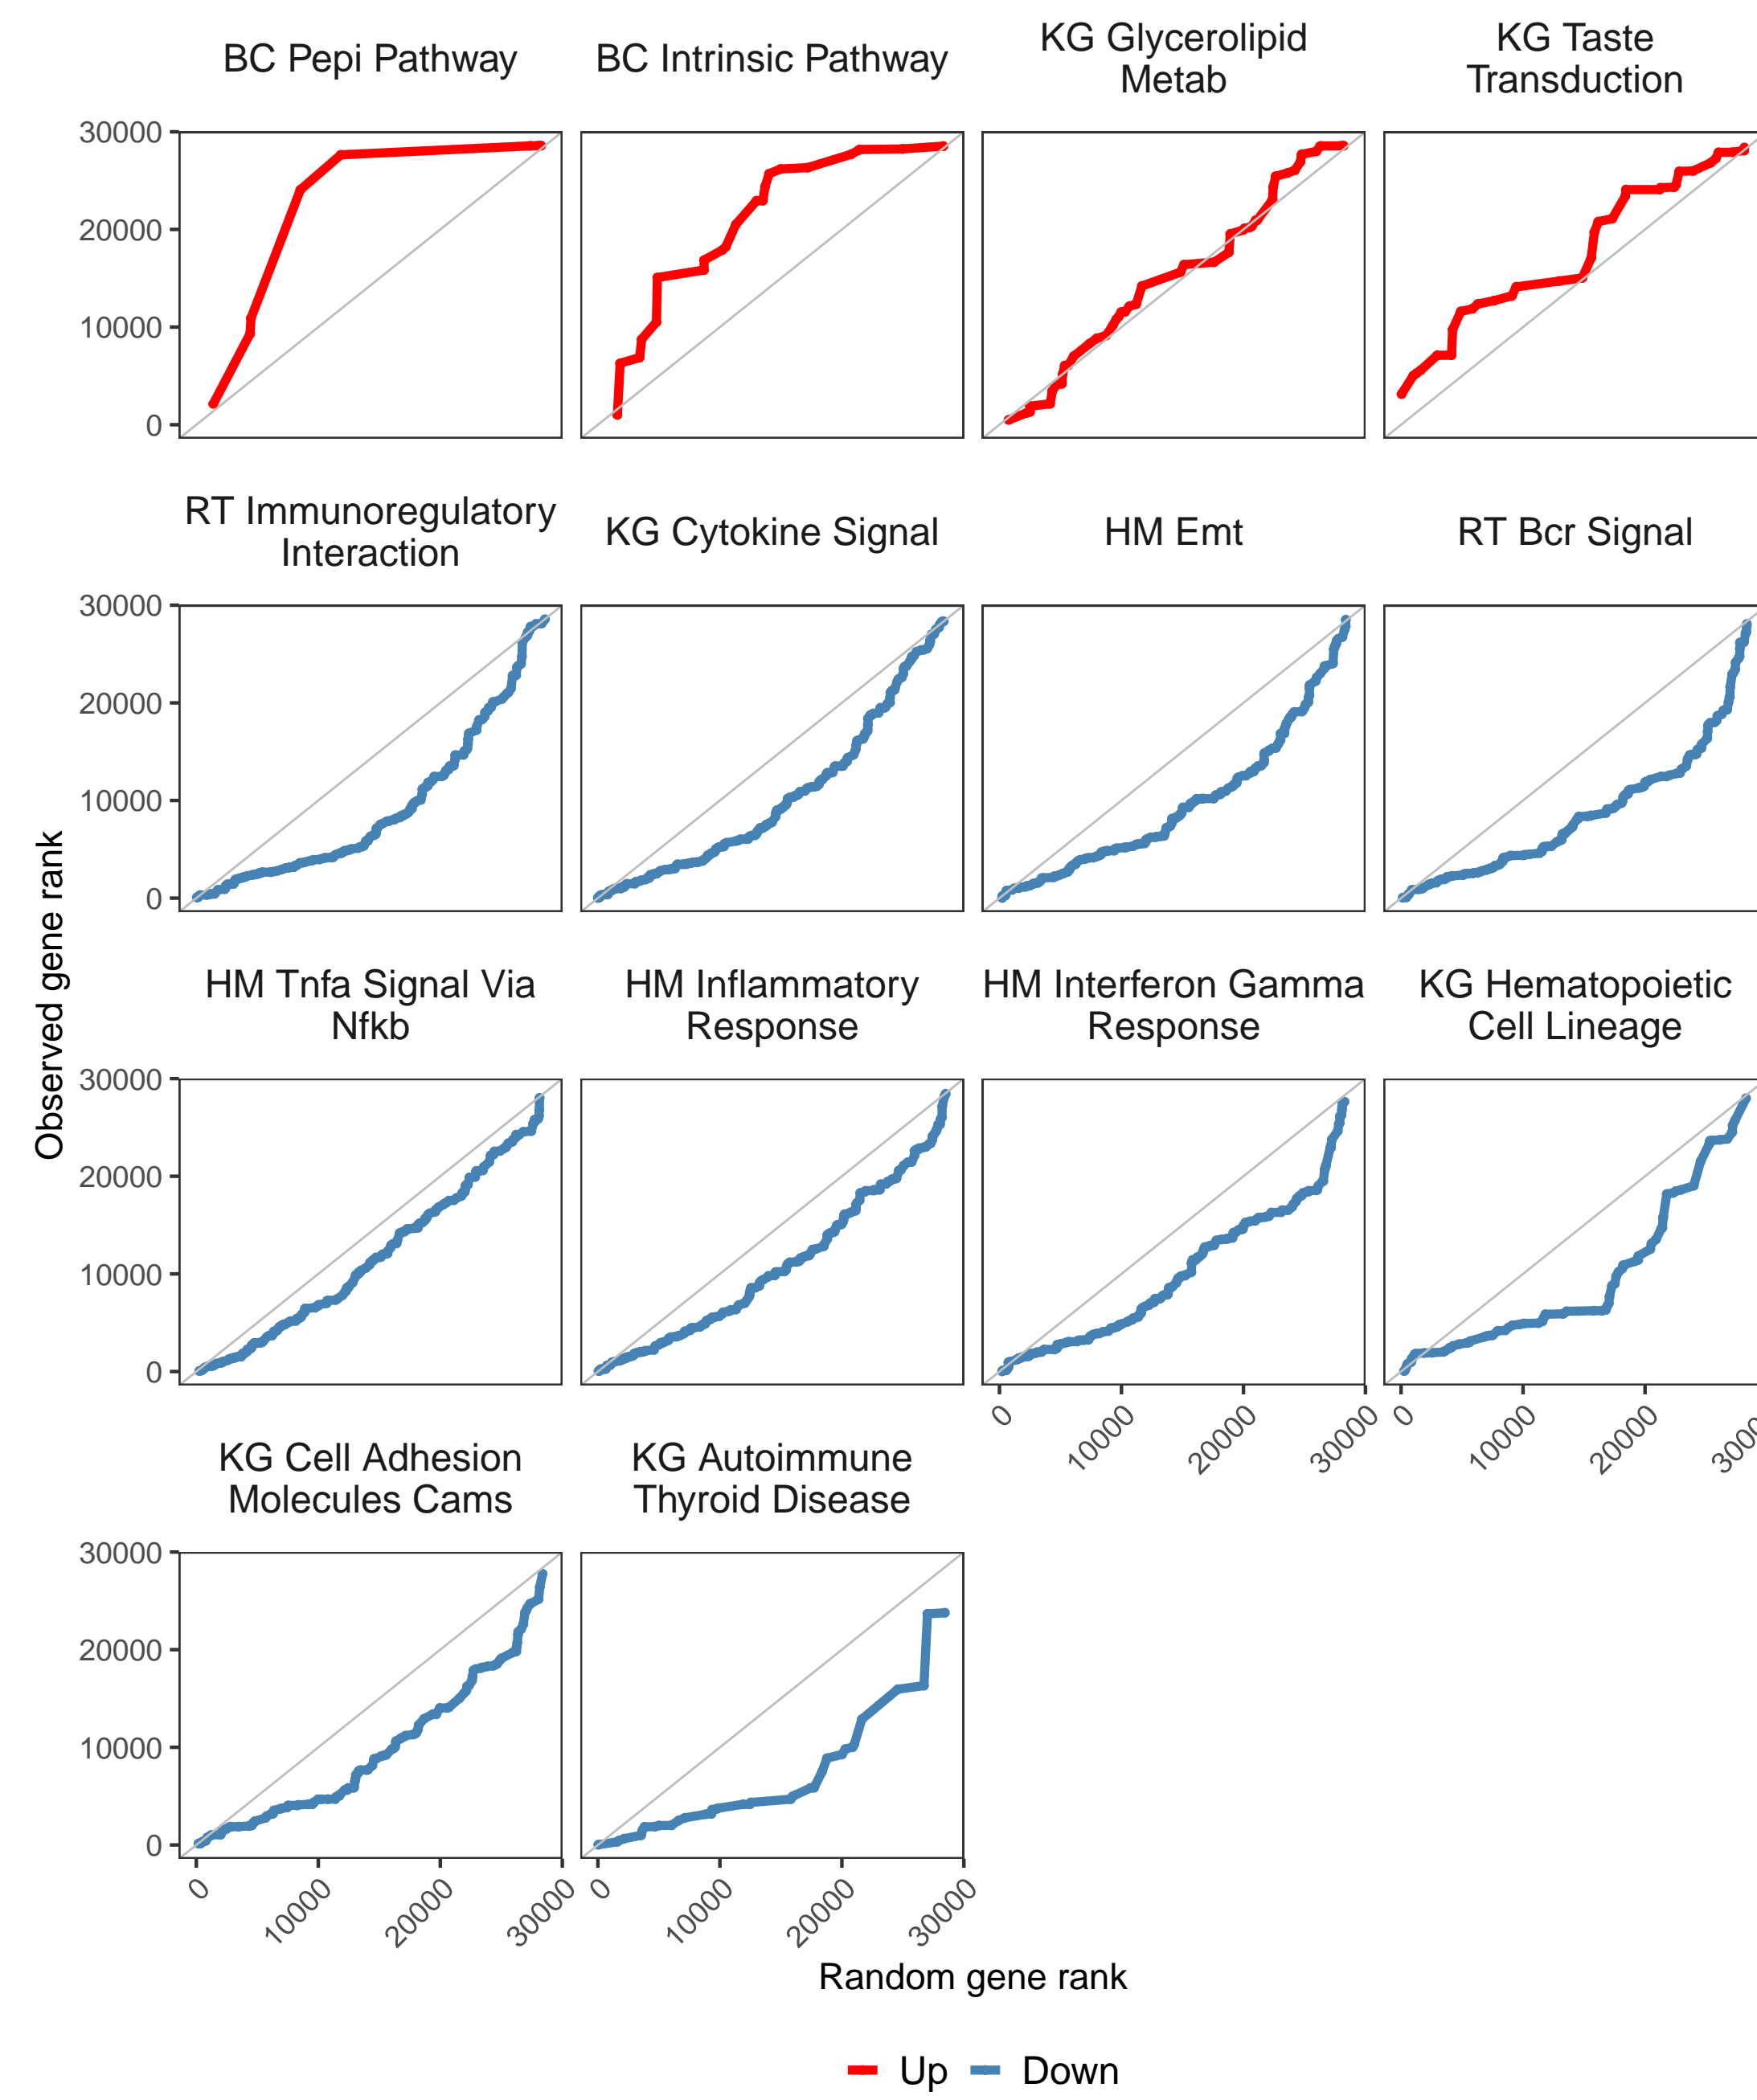 BC Pepi Pathway
BC Intrinsic Pathway
KG Glycerolipid
Metab
KG Taste
Transduction
30000
20000
10000
0
RT Immunoregulatory
Interaction
KG Cytokine Signal
HM Emt
RT Bcr Signal
30000
20000
10000
0
HM Tnfa Signal Via
Nfkb
HM Inflammatory
Response
HM Interferon Gamma
Response
KG Hematopoietic
Cell Lineage
30000
20000
10000
0
0
10000
20000
30000
0
10000
20000
KG Cell Adhesion
Molecules Cams
KG Autoimmune
Thyroid Disease
30000
20000
10000
0
0
10000
20000
30000
0
10000
20000
30000
Observed gene rank
Random gene rank
Up
Down